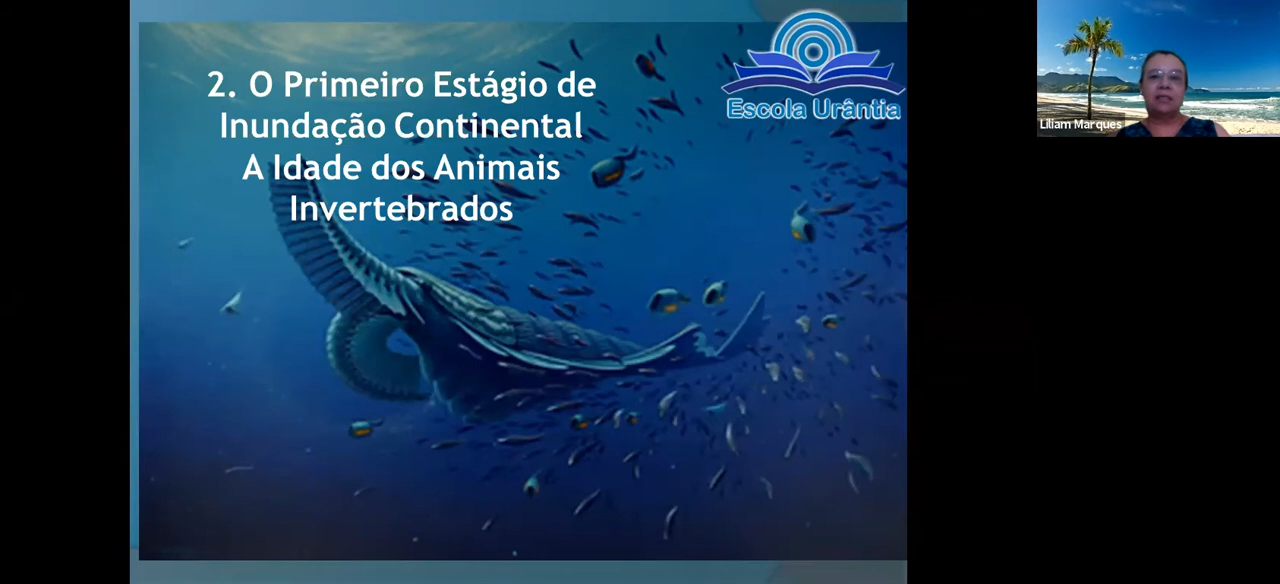 2. O Primeiro Estágio de
Inundação Continental
A Idade dos Animais
Invertebrados
Escola Urântia
Liliam Marques